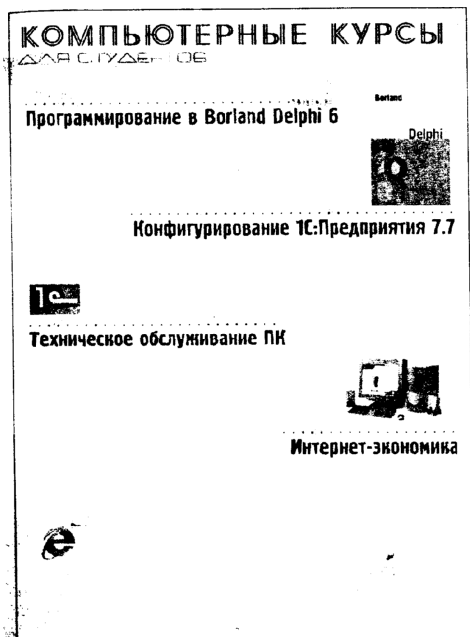 КОМПЬЮТЕРНЫЕ КУРСЫ
ДЛЯ СТУДЕНТОВ
Borland
Программирование в Borland Delphi 6
Delphi
Конфигурирование 1С:Предприятия 7.7
1С
Техническое обслуживание ПК
Интернет-экономика